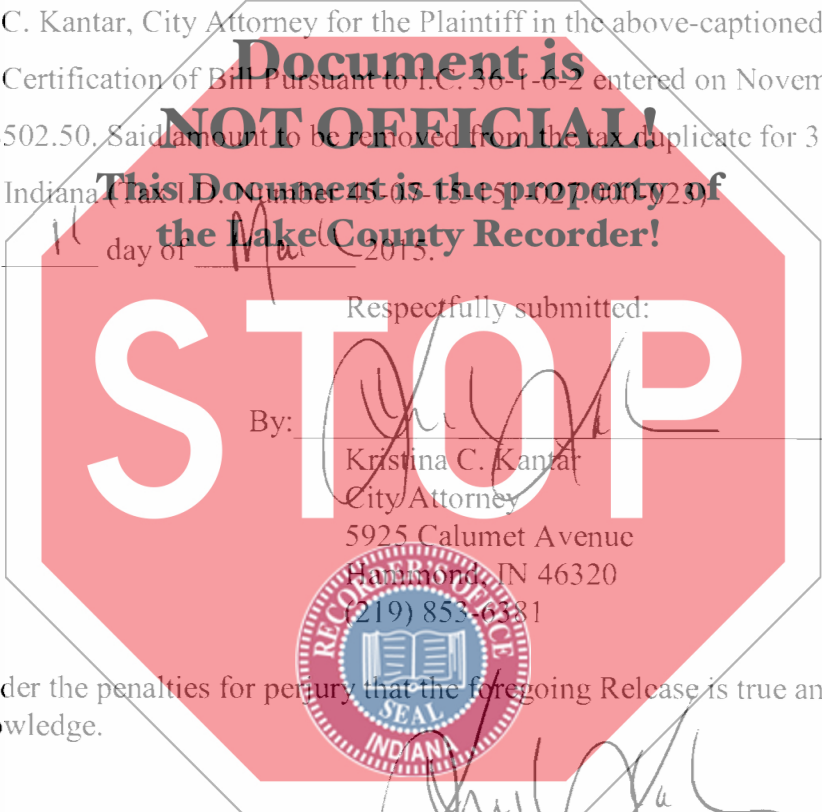 C. Kantar, City Attorney for the Plaintiff in the above-captioned
Document is
Certification of Bill Pursuant to I.C. 36-1-6-2 entered on Novem
NOT OFFICIAL!
502.50. Said amount to be removed from the tax duplicate for 3
This Document is the property of
Indiana (Tax I.D. Number 45-07-15-151-027.000-023)
the Lake County Recorder!
11 day of 2015.
Respectfully submitted:
STOP
By:
Kristina C. Kantar
City Attorney
5925 Calumet Avenue
Hammond, IN 46320
(219) 853-6381
RECORDER'S OFFICE
SEAL
INDIANA
der the penalties for perjury that the foregoing Release is true an
wledge.